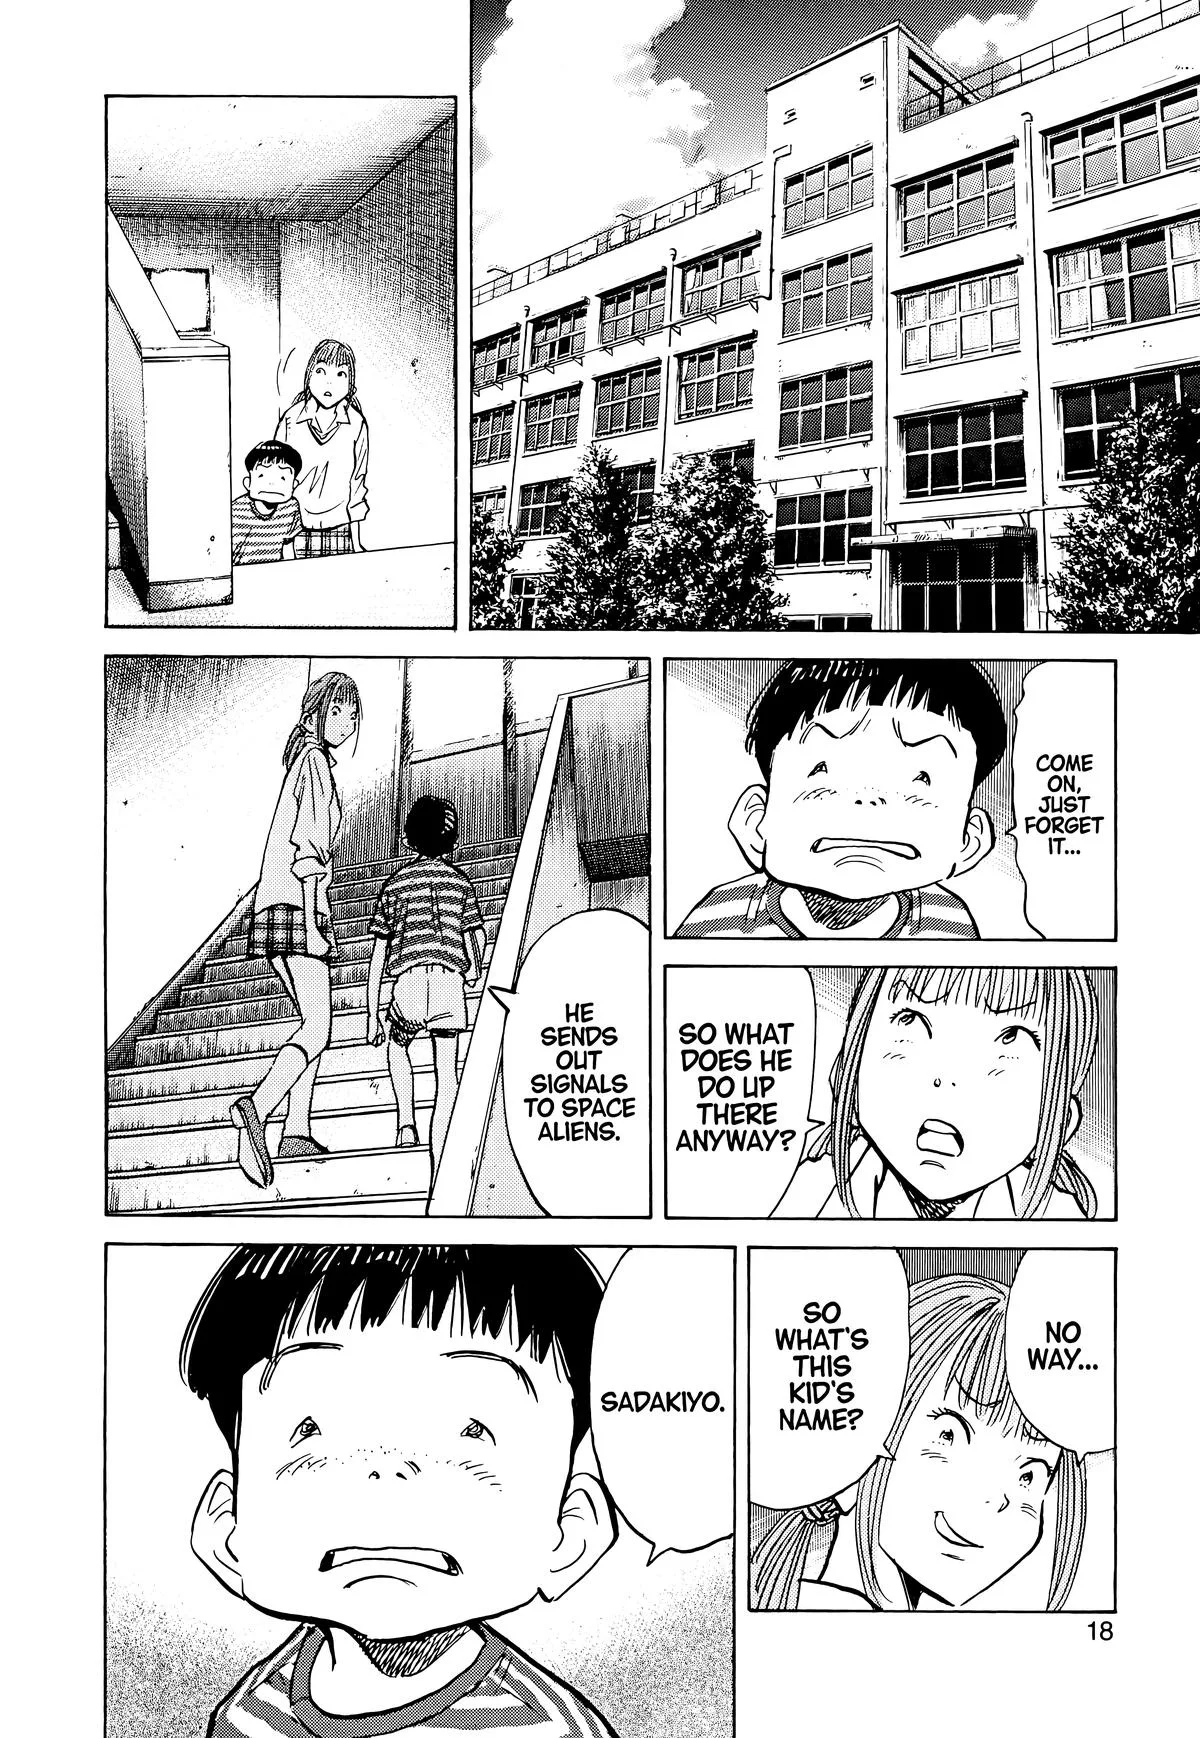 COME
ON,
JUST
FORGET
IT...
SO WHAT
DOES HE
DO UP
THERE
ANYWAY?
HE
SENDS
OUT
SIGNALS
TO SPACE
ALIENS.
NO
WAY...
SO
WHAT'S
THIS
KID'S
NAME?
SADAKIYO.
18